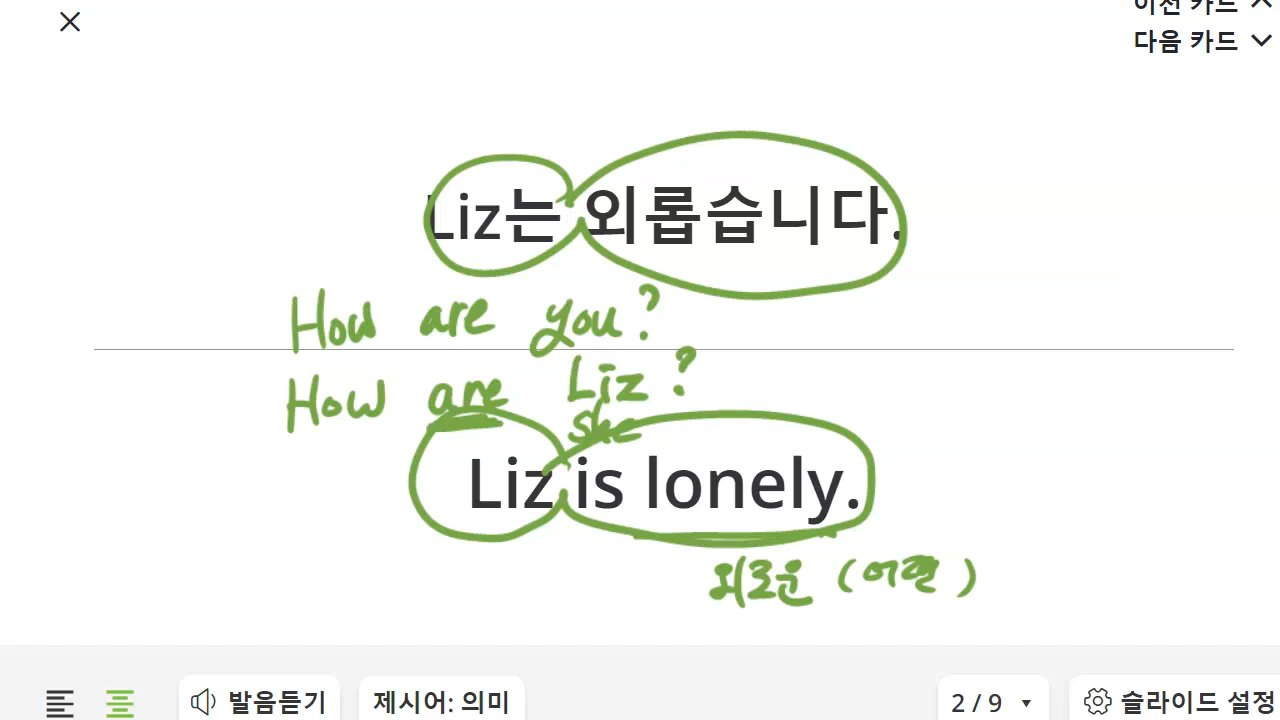 이전 카드
다음 카드
Liz는 외롭습니다.
How are you?
How are Liz?
she
Liz is lonely.
외로운 (어떤)
발음듣기
제시어: 의미
2 / 9
슬라이드 설정